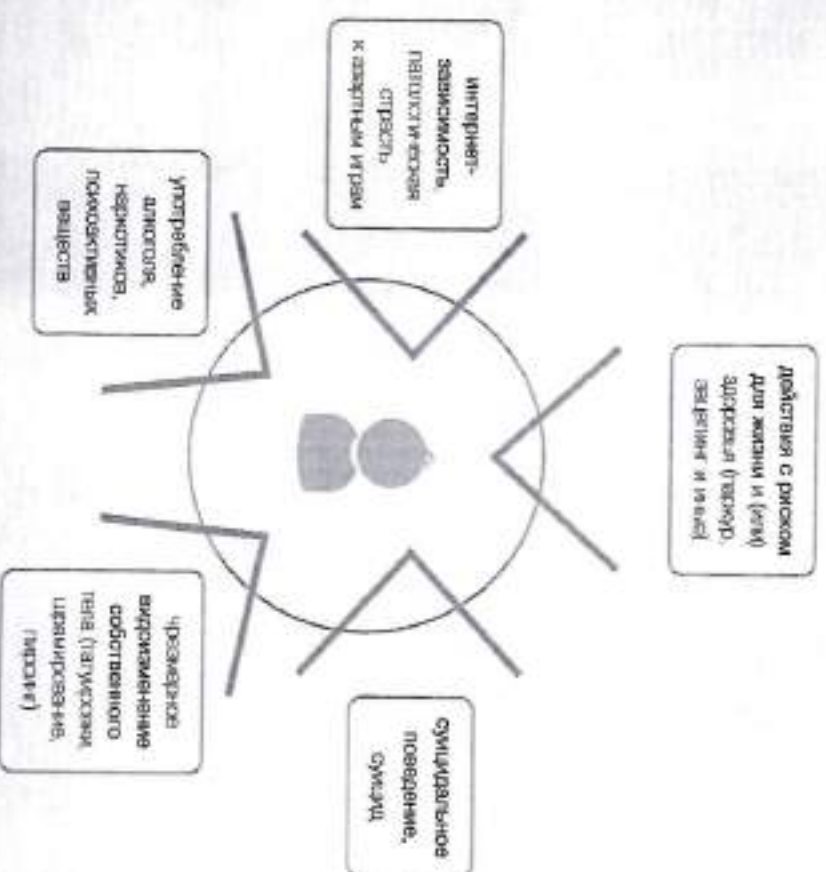 действия с риском
для жизни и (или)
здоровья (паркур,
зацепинг и иные)
интернет-
зависимость,
патологическая
страсть
к азартным играм
суицидальное
поведение,
суицид
употребление
алкоголя,
наркотиков,
психоактивных
веществ
чрезмерное
видоизменение
собственного
тела (татуировки,
шрамирование,
пирсинг)